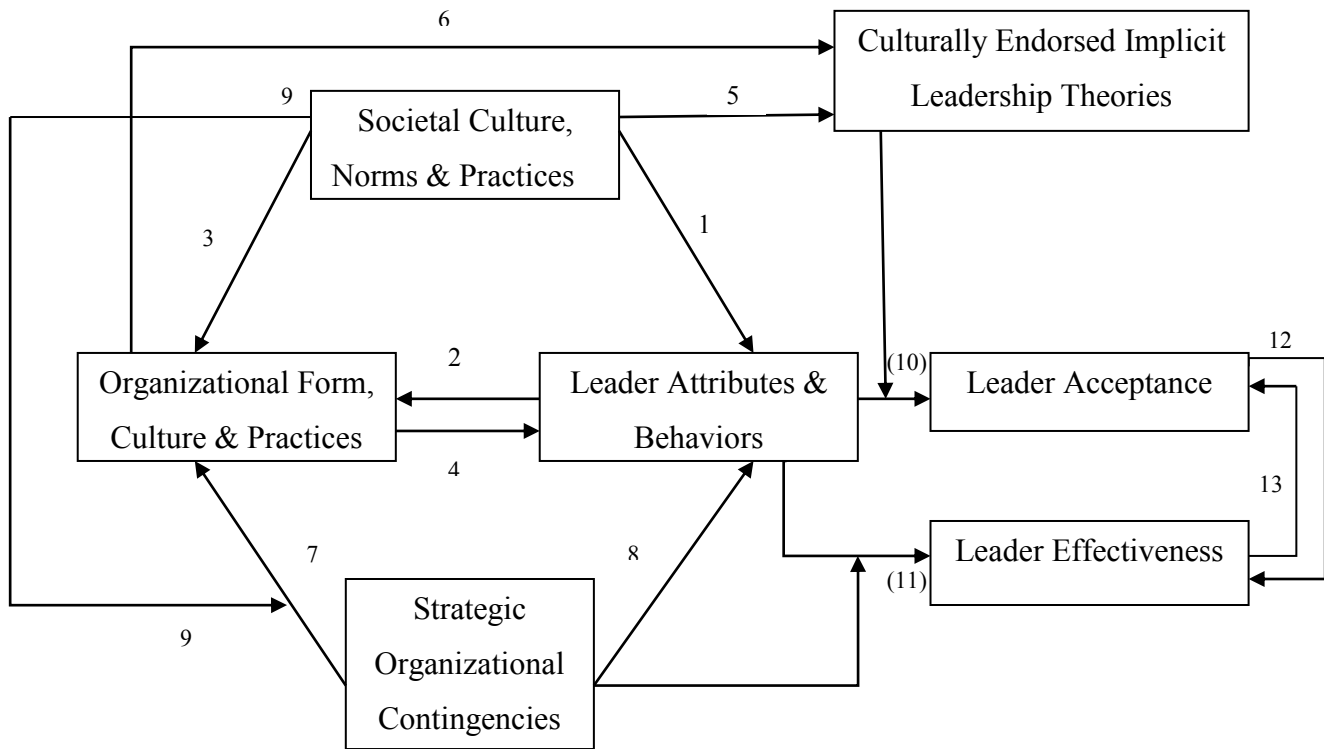 6
Culturally Endorsed Implicit
Leadership Theories
9
5
Societal Culture,
Norms & Practices
3
1
2
(10)
12
Organizational Form,
Culture & Practices
Leader Attributes &
Behaviors
Leader Acceptance
4
13
7
8
Leader Effectiveness
(11)
9
Strategic
Organizational
Contingencies